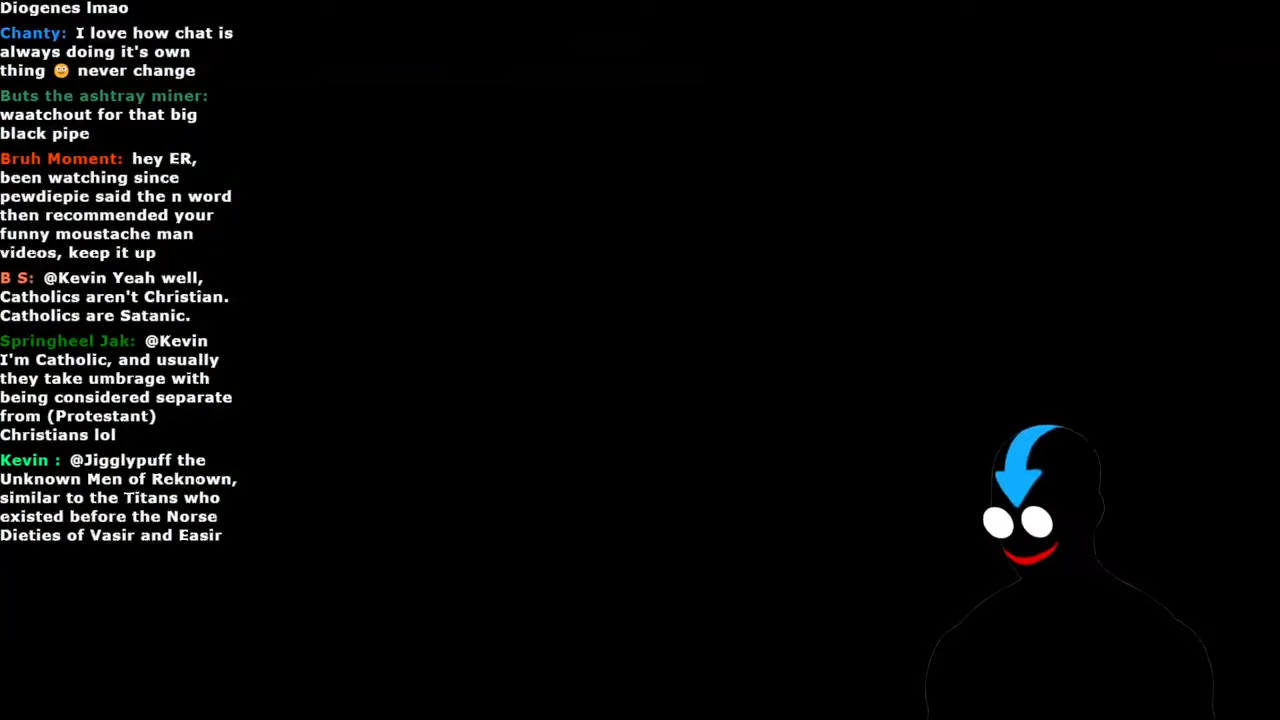 Diogenes lmao
Chanty: I love how chat is
always doing it's own
thing never change
Buts the ashtray miner:
waatchout for that big
black pipe
Bruh Moment: hey ER,
been watching since
pewdiepie said the n word
then recommended your
funny moustache man
videos, keep it up
B S: @Kevin Yeah well,
Catholics aren't Christian.
Catholics are Satanic.
Springheel Jak: @Kevin
I'm Catholic, and usually
they take umbrage with
being considered separate
from (Protestant)
Christians lol
Kevin : @Jigglypuff the
Unknown Men of Reknown,
similar to the Titans who
existed before the Norse
Dieties of Vasir and Easir